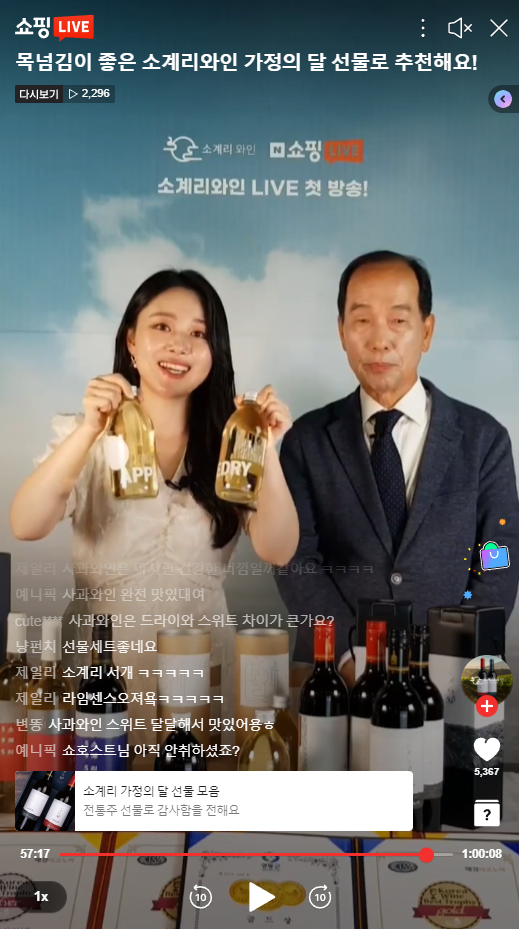 쇼핑 LIVE
목넘김이 좋은 소계리와인 가정의 달 선물로 추천해요!
다시보기 ▷ 2,296
소계리 와인 N 쇼핑 LIVE
소계리와인 LIVE 첫 방송!
APP
DRY
예니픽 사과와인 완전 맛있대여
사과와인은 드라이와 스위트 차이가 큰가요?
냥펀치 선물세트좋네요
제일리 소계리 서개 ㅋㅋㅋㅋㅋ
제일리 라임센스오져욬ㅋㅋㅋㅋㅋ
변뚱 사과와인 스위트 달달해서 맛있어용ㅎ
예니픽 쇼호스트님 아직 안취하셨죠?
5,367
소계리 가정의 달 선물 모음
전통주 선물로 감사함을 전해요
?
57:17
1:00:08
1x
10
10